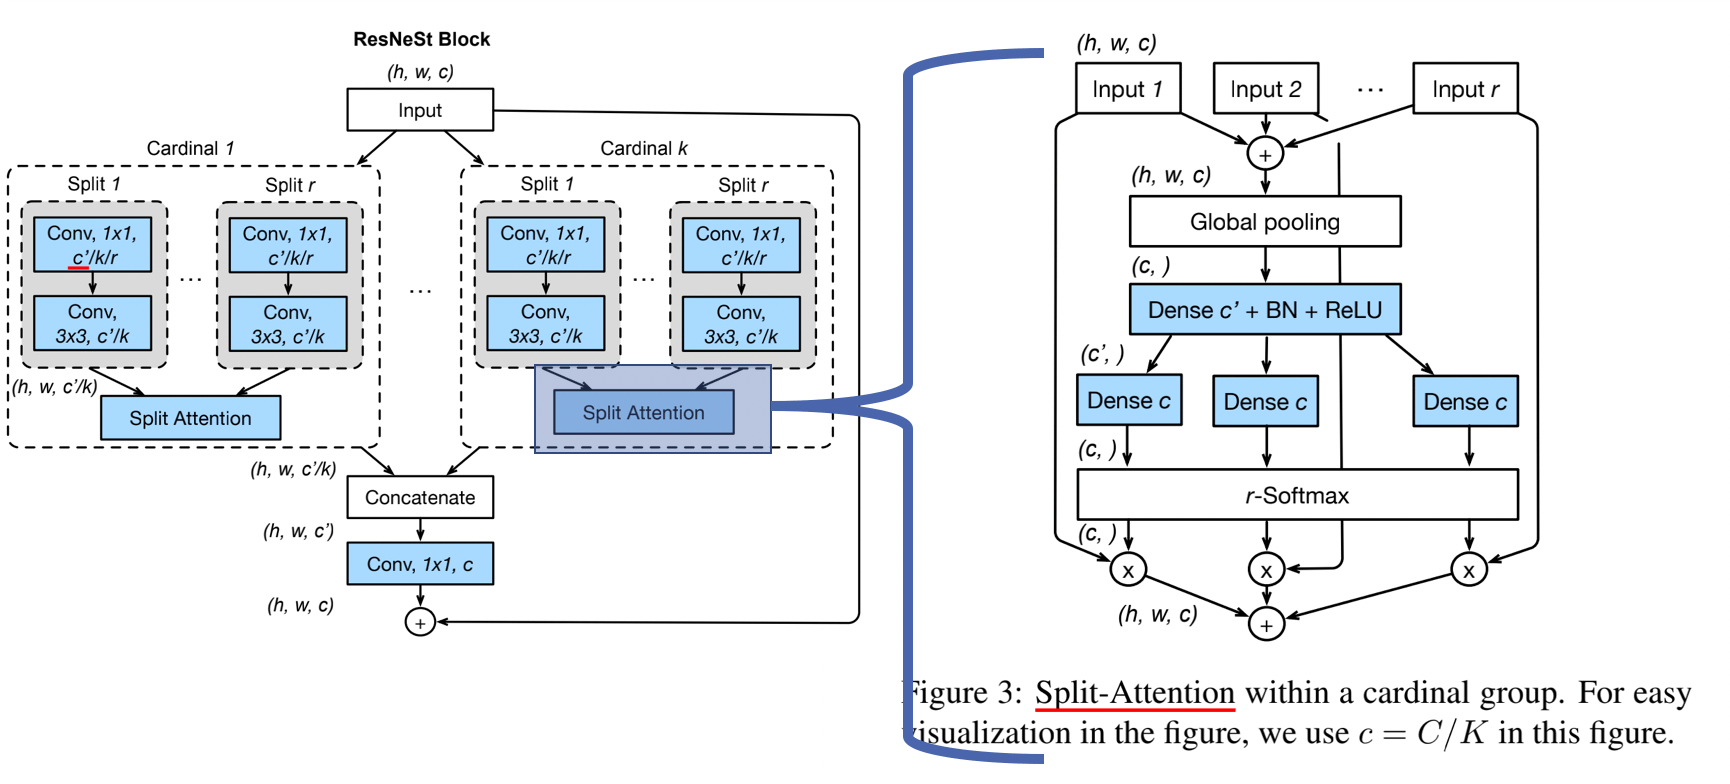 ResNeSt Block
(h, w, c)
Input
Cardinal 1
Cardinal k
Split 1
Split r
Split 1
Split r
Conv, 1x1,
c'/k/r
Conv, 1x1,
c'/k/r
Conv, 1x1,
c'/k/r
Conv, 1x1,
c'/k/r
...
...
...
Conv,
3x3, c'/k
Conv,
3x3, c'/k
Conv,
3x3, c'/k
Conv,
3x3, c'/k
(h, w, c'/k)
Split Attention
Split Attention
(h, w, c'/k)
Concatenate
(h, w, c')
Conv, 1x1, c
(h, w, c)
+
(h, w, c)
Input 1
Input 2
...
Input r
+
(h, w, c)
Global pooling
(c, )
Dense c' + BN + ReLU
(c', )
Dense c
Dense c
Dense c
(c, )
r-Softmax
(c, )
x
x
x
(h, w, c)
+
Figure 3: Split-Attention within a cardinal group. For easy
visualization in the figure, we use c = C/K in this figure.